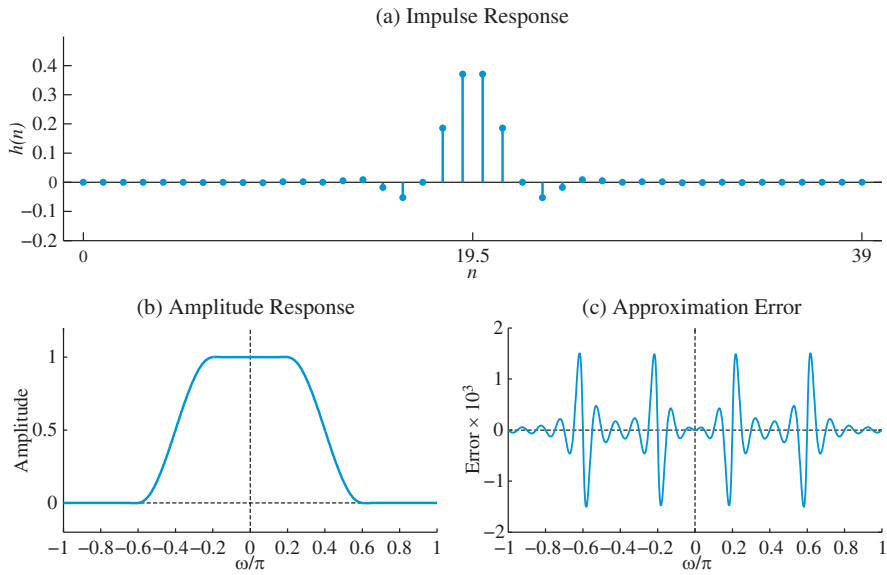 (a) Impulse Response
h(n)
0.4
0.3
0.2
0.1
0
−0.1
−0.2
0
19.5
39
n
(b) Amplitude Response
Amplitude
1
0.5
0
−1 −0.8 −0.6 −0.4 −0.2 0 0.2 0.4 0.6 0.8 1
ω/π
(c) Approximation Error
Error × 10³
2
1
0
−1
−2
−1 −0.8 −0.6 −0.4 −0.2 0 0.2 0.4 0.6 0.8 1
ω/π